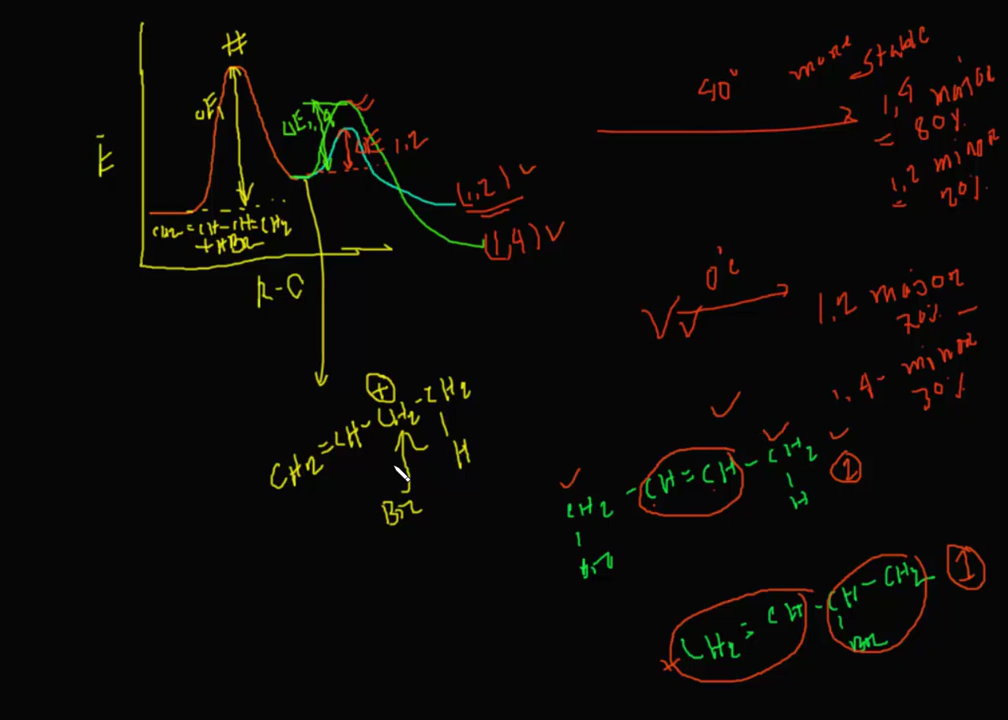 #
ΔE1
E
ΔE1,4
ΔE 1,2
(1,2) ✓
(1,4) ✓
CH2=CH-CH=CH2
+ HBr
R-C
40°
more stable
1,4 major
= 80%
1,2 minor
= 20%
0°c
1,2 major
70%
1,4- minor
30%
CH2=CH-CH2-CH2
+
H
Br
CH2-CH=CH-CH2
Br
H
2
CH2=CH-CH-CH2
Br
1